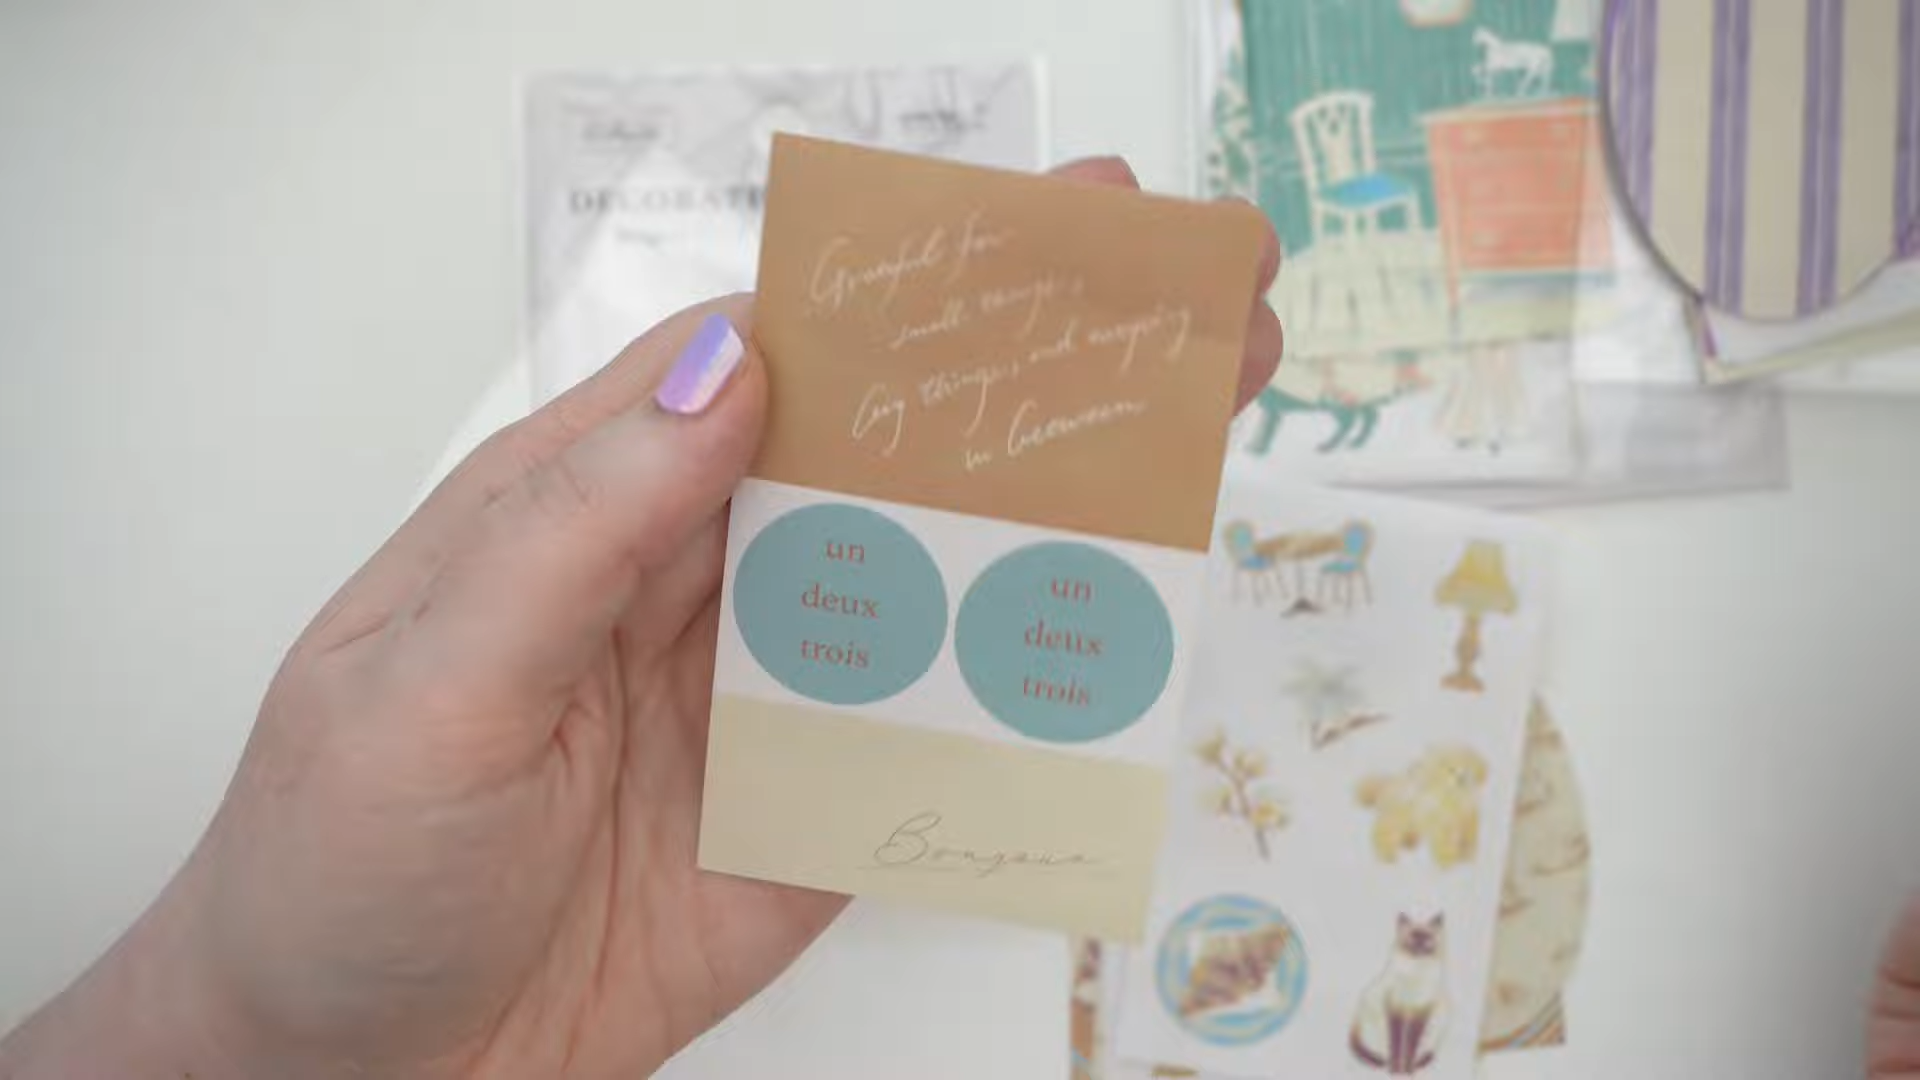 Grateful for
small things,
big things, and everything
in between
un
deux
trois
un
deux
trois
Bonjour